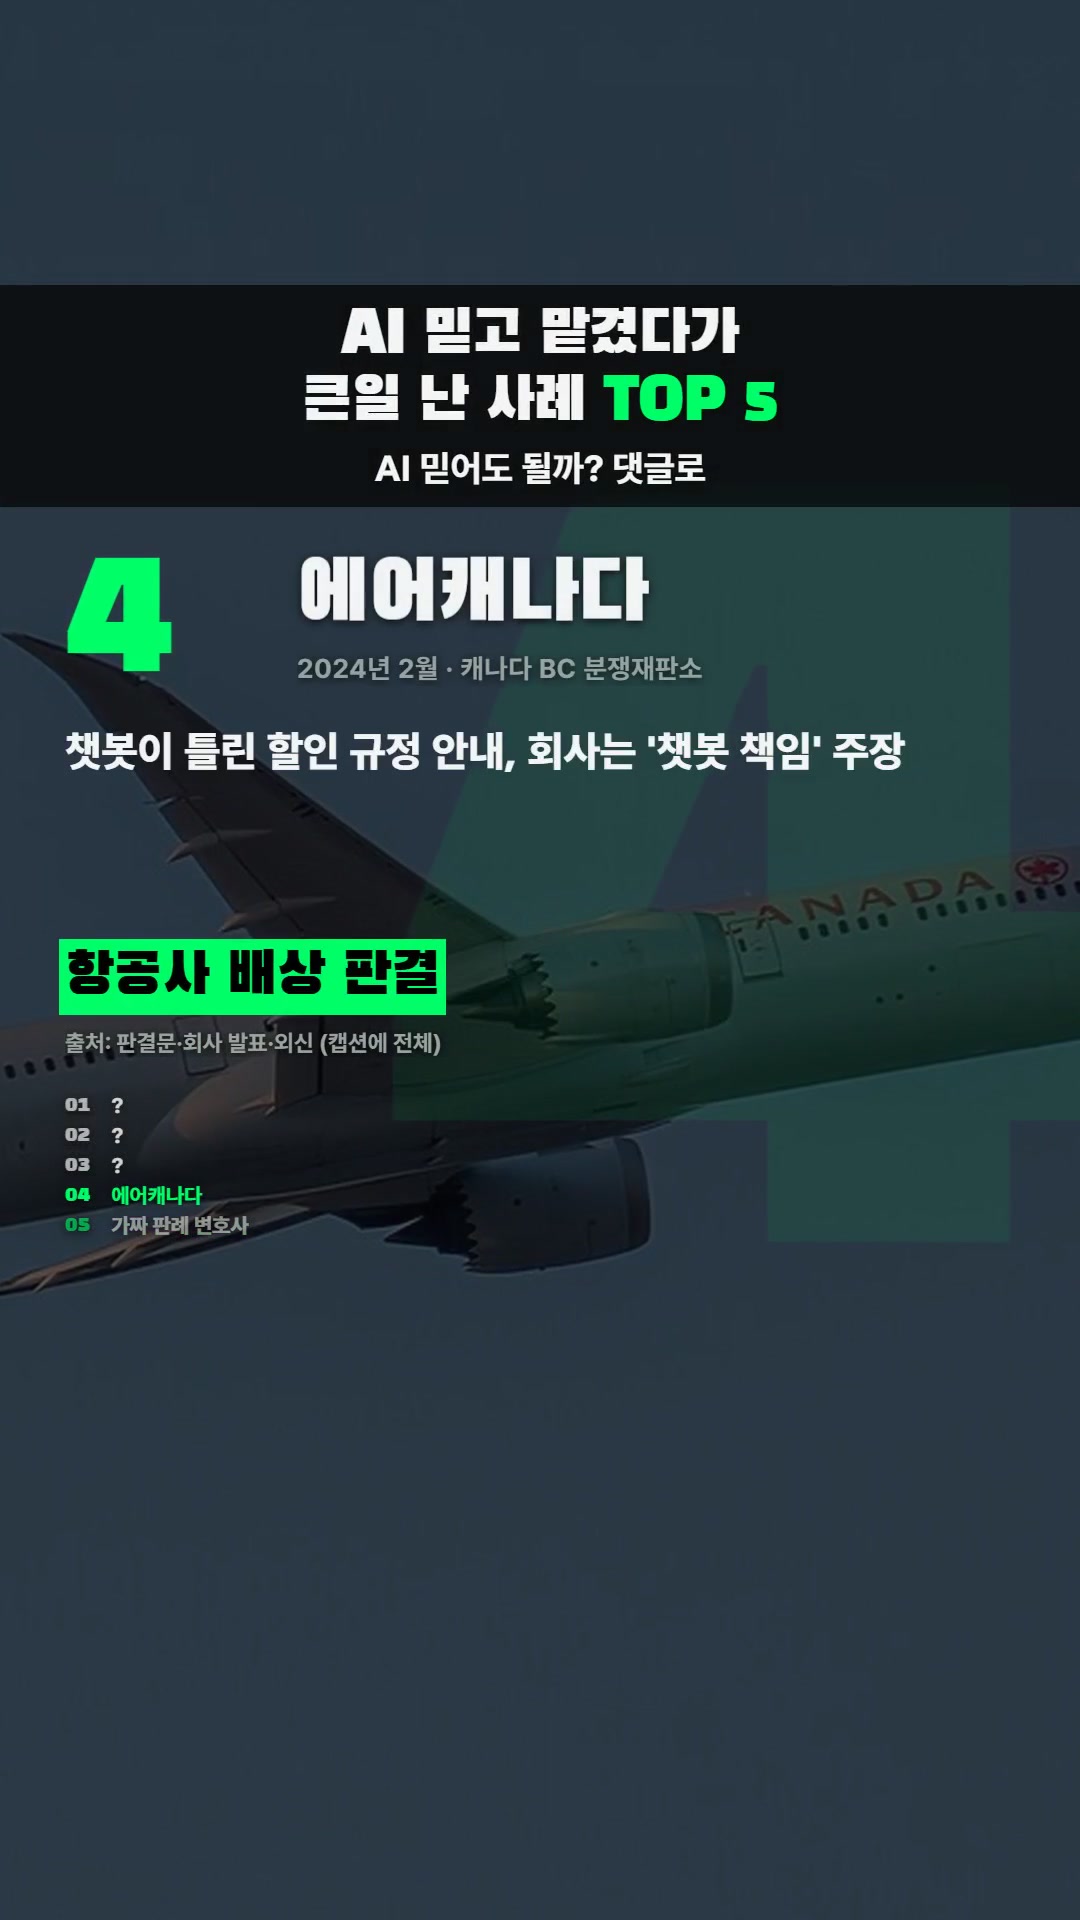 AI 믿고 맡겼다가
큰일 난 사례 TOP 5
AI 믿어도 될까? 댓글로
4
에어캐나다
2024년 2월 · 캐나다 BC 분쟁재판소
챗봇이 틀린 할인 규정 안내, 회사는 '챗봇 책임' 주장
CANADA
항공사 배상 판결
출처: 판결문·회사 발표·외신 (캡션에 전체)
01 ?
02 ?
03 ?
04 에어캐나다
05 가짜 판례 변호사
4